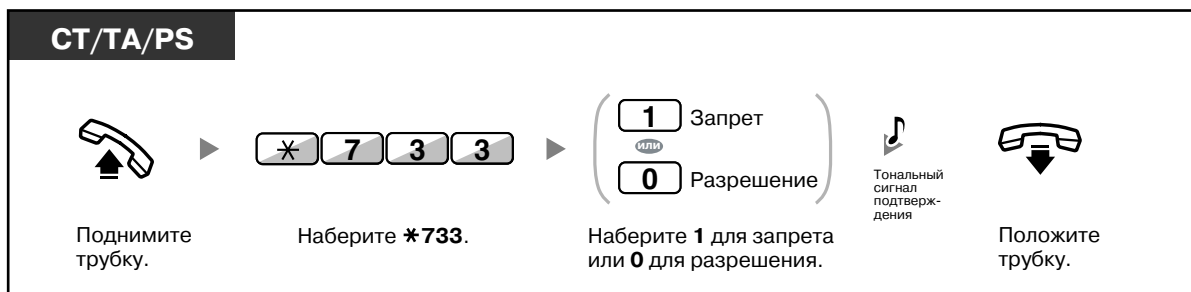 CT/TA/PS
1 Запрет
или
✳ 7 3 3
0 Разрешение
Тональный
сигнал
подтверж-
дения
Поднимите
трубку.
Наберите ✳733.
Наберите 1 для запрета
или 0 для разрешения.
Положите
трубку.